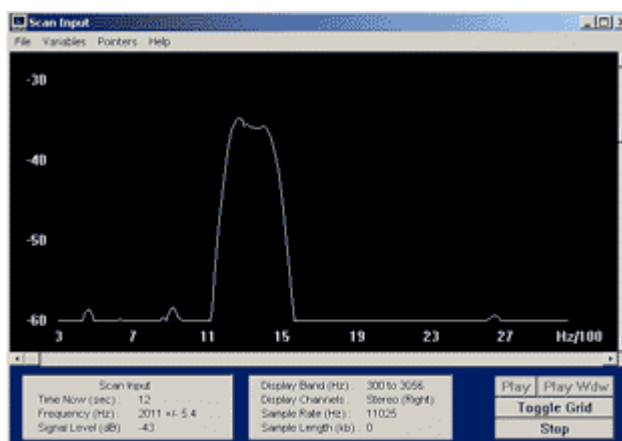 Scan Input
File Variables Pointers Help
-30
-40
-50
-60
3 7 11 15 19 23 27 Hz/100
Scan Input
Time Now (sec) : 12
Frequency (Hz) : 2011 +/- 5.4
Signal Level (dB) -43
Display Band (Hz) : 300 to 3056
Display Channels : Stereo (Right)
Sample Rate (Hz) : 11025
Sample Length (kb) : 0
Play Play Wdw
Toggle Grid
Stop